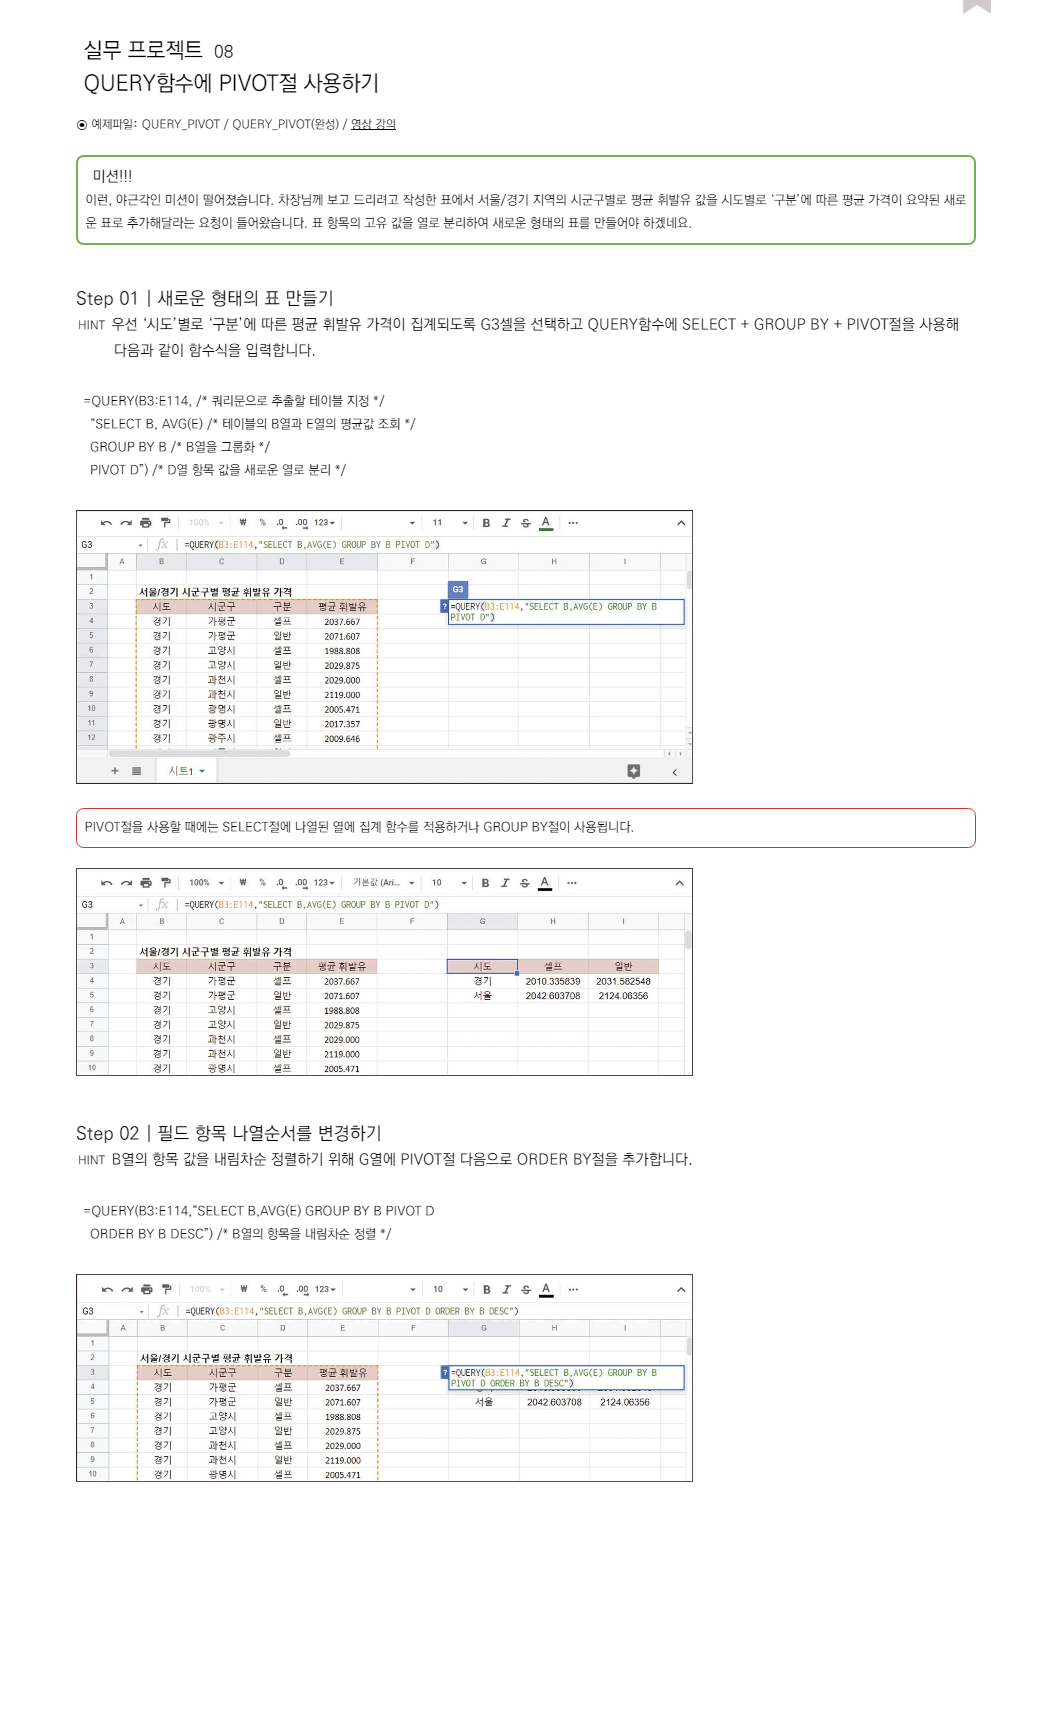 실무 프로젝트 08
QUERY함수에 PIVOT절 사용하기
⦿ 예제파일: QUERY_PIVOT / QUERY_PIVOT(완성) / 영상 강의
미션!!!
이런, 야근각인 미션이 떨어졌습니다. 차장님께 보고 드리려고 작성한 표에서 서울/경기 지역의 시군구별로 평균 휘발유 값을 시도별로 ‘구분’에 따른 평균 가격이 요약된 새로
운 표로 추가해달라는 요청이 들어왔습니다. 표 항목의 고유 값을 열로 분리하여 새로운 형태의 표를 만들어야 하겠네요.
Step 01 | 새로운 형태의 표 만들기
HINT 우선 ‘시도’별로 ‘구분’에 따른 평균 휘발유 가격이 집계되도록 G3셀을 선택하고 QUERY함수에 SELECT + GROUP BY + PIVOT절을 사용해
다음과 같이 함수식을 입력합니다.
=QUERY(B3:E114, /* 쿼리문으로 추출할 테이블 지정 */
“SELECT B, AVG(E) /* 테이블의 B열과 E열의 평균값 조회 */
GROUP BY B /* B열을 그룹화 */
PIVOT D”) /* D열 항목 값을 새로운 열로 분리 */
100% ₩ % .0 .00 123 11 B I S A
G3 fx =QUERY(B3:E114,"SELECT B,AVG(E) GROUP BY B PIVOT D")
A B C D E F G H I
1
2 서울/경기 시군구별 평균 휘발유 가격 G3
3 시도 시군구 구분 평균 휘발유 ? =QUERY(B3:E114,"SELECT B,AVG(E) GROUP BY B
PIVOT D")
4 경기 가평군 셀프 2037.667
5 경기 가평군 일반 2071.607
6 경기 고양시 셀프 1988.808
7 경기 고양시 일반 2029.875
8 경기 과천시 셀프 2029.000
9 경기 과천시 일반 2119.000
10 경기 광명시 셀프 2005.471
11 경기 광명시 일반 2017.357
12 경기 광주시 셀프 2009.646
시트1
PIVOT절을 사용할 때에는 SELECT절에 나열된 열에 집계 함수를 적용하거나 GROUP BY절이 사용됩니다.
100% ₩ % .0 .00 123 기본값 (Ari... 10 B I S A
G3 fx =QUERY(B3:E114,"SELECT B,AVG(E) GROUP BY B PIVOT D")
A B C D E F G H I
1
2 서울/경기 시군구별 평균 휘발유 가격
3 시도 시군구 구분 평균 휘발유 시도 셀프 일반
4 경기 가평군 셀프 2037.667 경기 2010.335839 2031.582548
5 경기 가평군 일반 2071.607 서울 2042.603708 2124.06356
6 경기 고양시 셀프 1988.808
7 경기 고양시 일반 2029.875
8 경기 과천시 셀프 2029.000
9 경기 과천시 일반 2119.000
10 경기 광명시 셀프 2005.471
Step 02 | 필드 항목 나열순서를 변경하기
HINT B열의 항목 값을 내림차순 정렬하기 위해 G열에 PIVOT절 다음으로 ORDER BY절을 추가합니다.
=QUERY(B3:E114,“SELECT B,AVG(E) GROUP BY B PIVOT D
ORDER BY B DESC”) /* B열의 항목을 내림차순 정렬 */
100% ₩ % .0 .00 123 10 B I S A
G3 fx =QUERY(B3:E114,"SELECT B,AVG(E) GROUP BY B PIVOT D ORDER BY B DESC")
A B C D E F G H I
1
2 서울/경기 시군구별 평균 휘발유 가격
3 시도 시군구 구분 평균 휘발유 ? =QUERY(B3:E114,"SELECT B,AVG(E) GROUP BY B
PIVOT D ORDER BY B DESC")
4 경기 가평군 셀프 2037.667
5 경기 가평군 일반 2071.607 서울 2042.603708 2124.06356
6 경기 고양시 셀프 1988.808
7 경기 고양시 일반 2029.875
8 경기 과천시 셀프 2029.000
9 경기 과천시 일반 2119.000
10 경기 광명시 셀프 2005.471